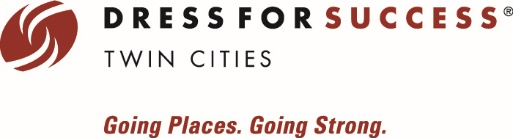 DRESS FOR SUCCESS®
TWIN CITIES
Going Places. Going Strong.